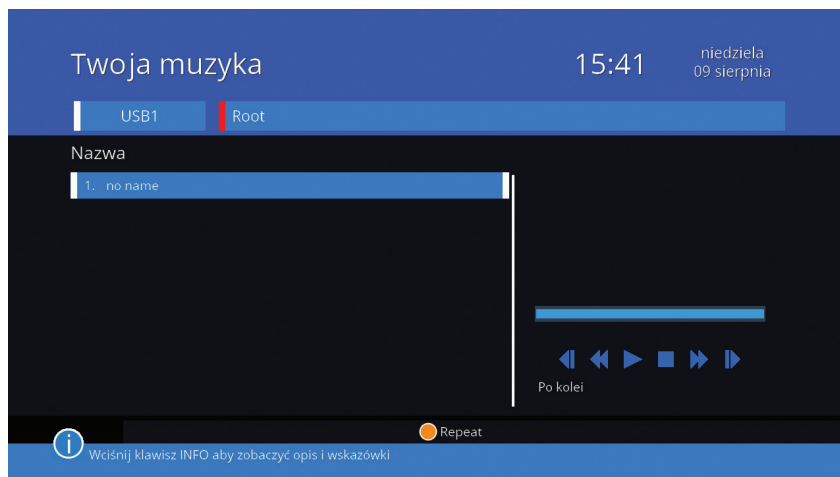 Twoja muzyka
15:41
niedziela
09 sierpnia
USB1
Root
Nazwa
1. no name
Po kolei
Repeat
i
Wciśnij klawisz INFO aby zobaczyć opis i wskazówki